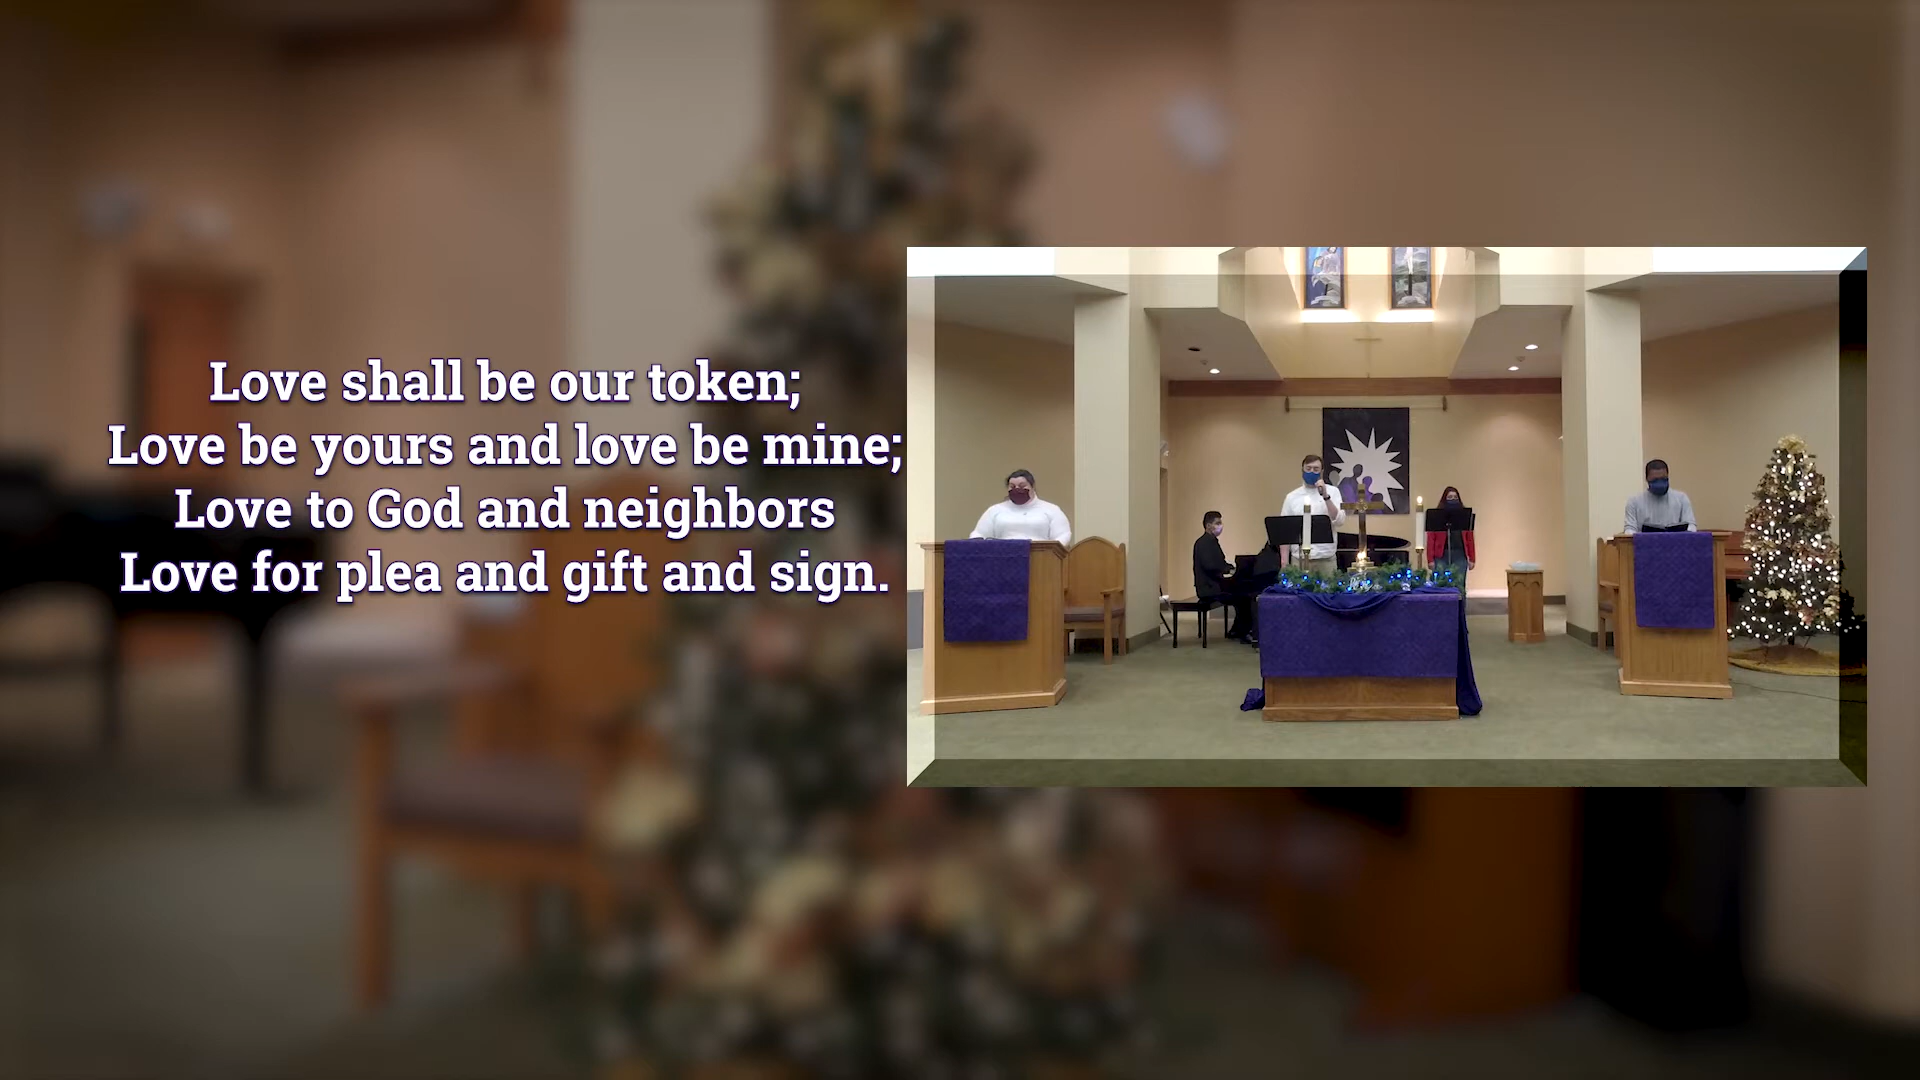 Love shall be our token;
Love be yours and love be mine;
Love to God and neighbors
Love for plea and gift and sign.